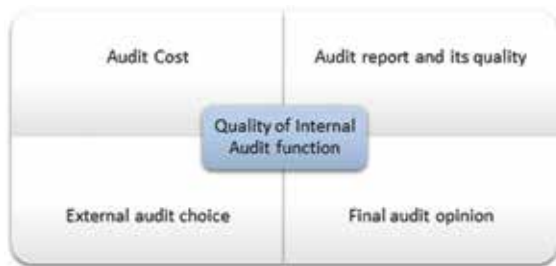 Audit Cost
Audit report and its quality
Quality of Internal
Audit function
External audit choice
Final audit opinion